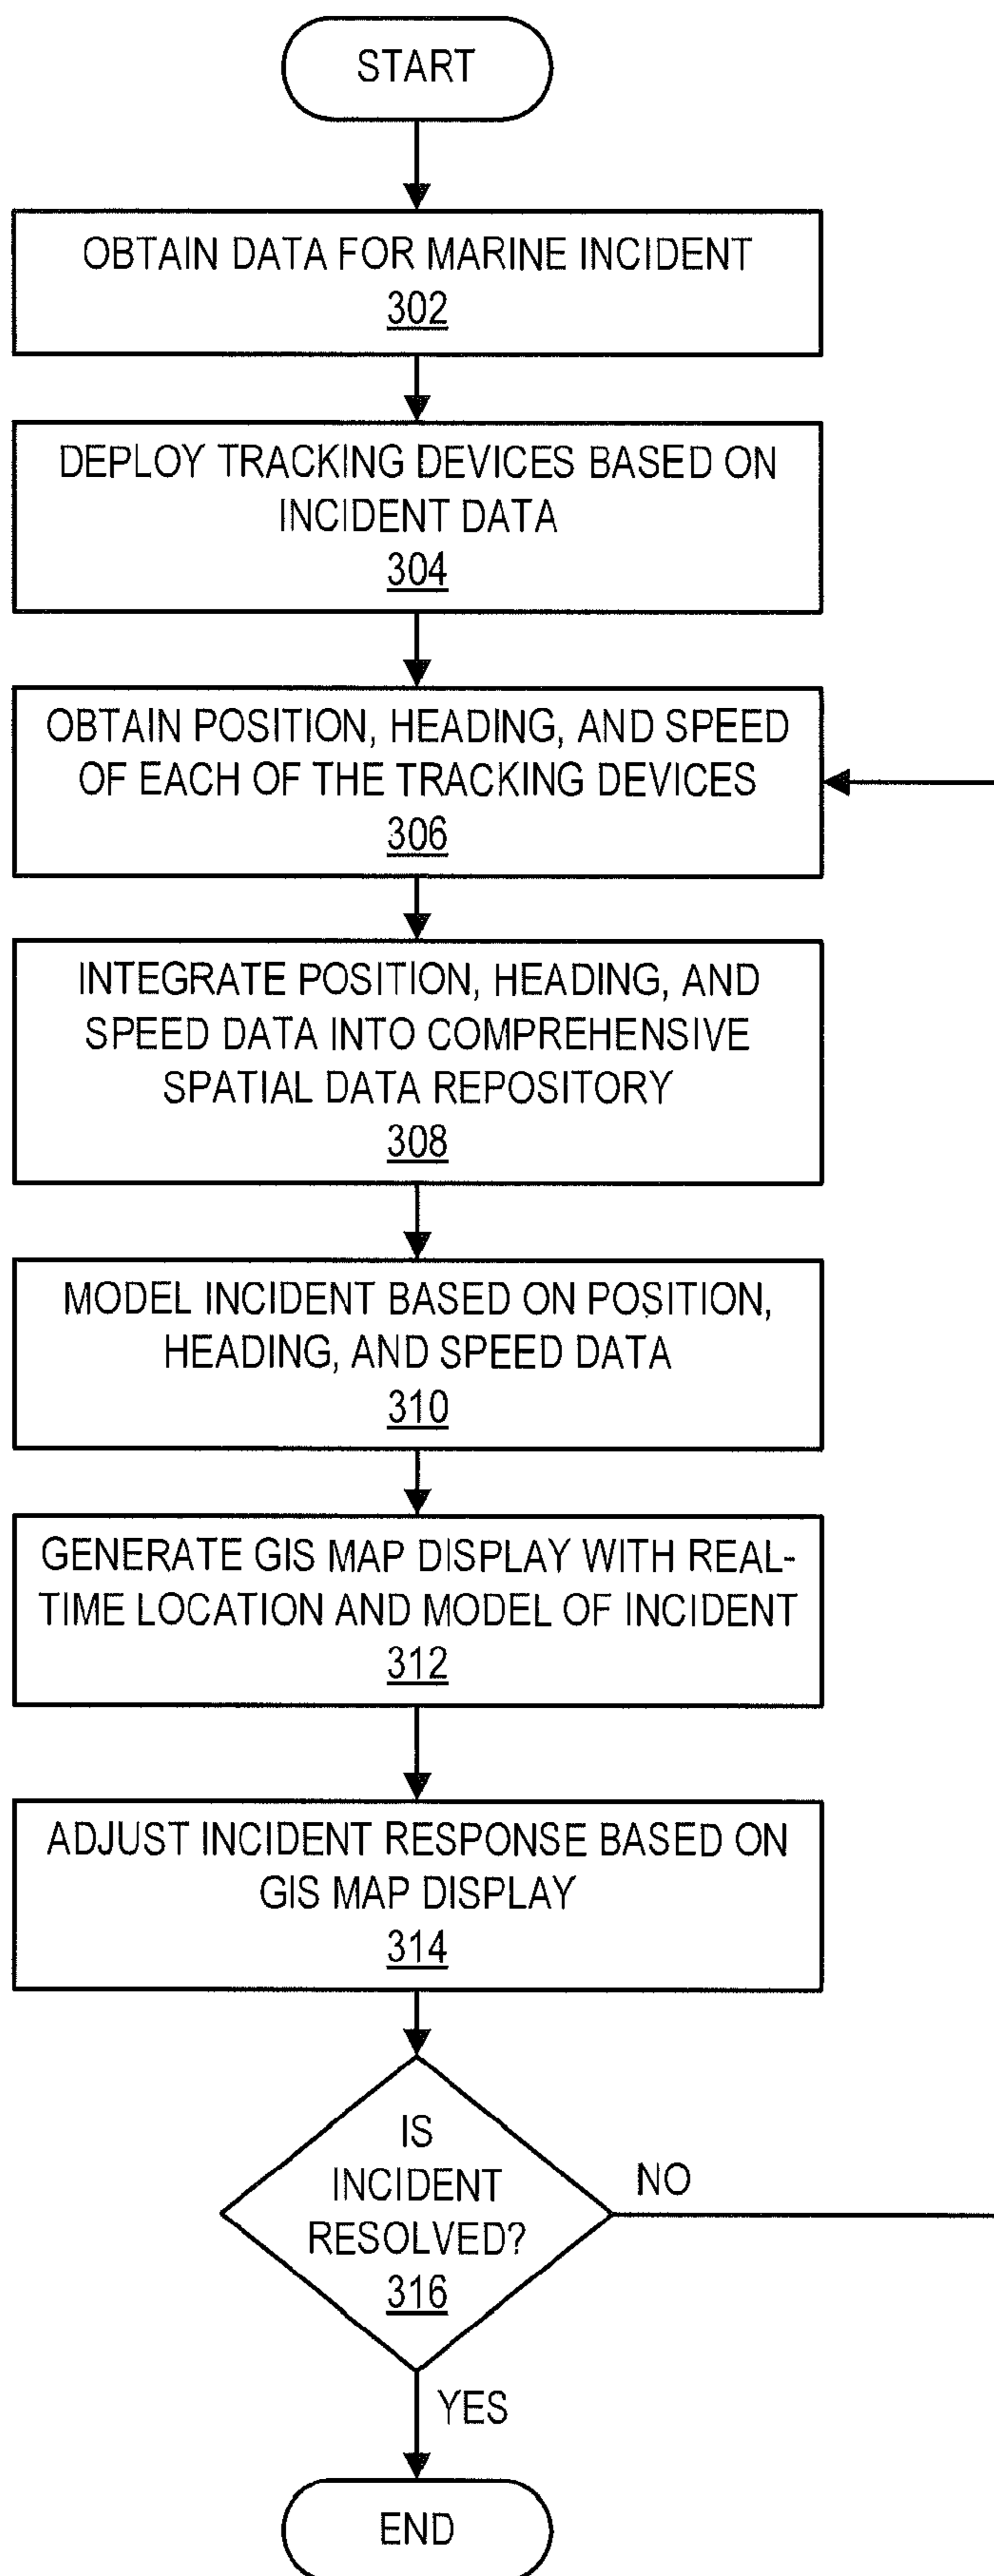 START
OBTAIN DATA FOR MARINE INCIDENT
302
DEPLOY TRACKING DEVICES BASED ON
INCIDENT DATA
304
OBTAIN POSITION, HEADING, AND SPEED
OF EACH OF THE TRACKING DEVICES
306
INTEGRATE POSITION, HEADING, AND
SPEED DATA INTO COMPREHENSIVE
SPATIAL DATA REPOSITORY
308
MODEL INCIDENT BASED ON POSITION,
HEADING, AND SPEED DATA
310
GENERATE GIS MAP DISPLAY WITH REAL-
TIME LOCATION AND MODEL OF INCIDENT
312
ADJUST INCIDENT RESPONSE BASED ON
GIS MAP DISPLAY
314
IS
INCIDENT
RESOLVED?
316
NO
YES
END